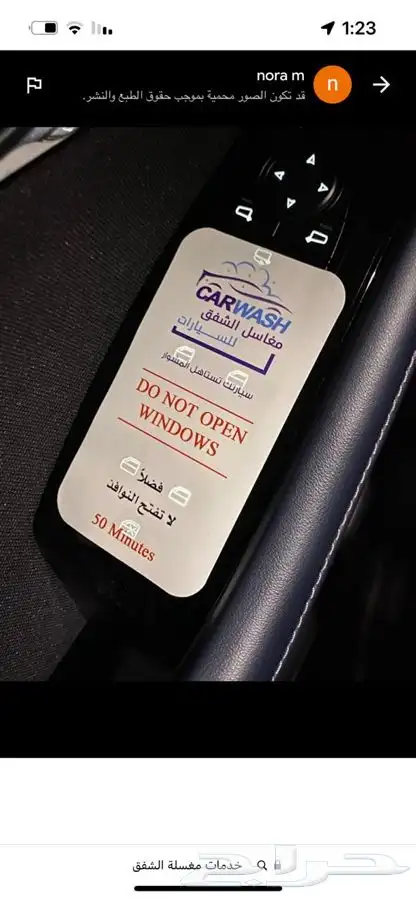 1:23
nora m
n
قد تكون الصور محمية بموجب حقوق الطبع والنشر.
CARWASH
مغاسل الشفق
للسيارات
سيارتك تستاهل المشوار
DO NOT OPEN
WINDOWS
فضلاً
لا تفتح النوافذ
50 Minutes
خدمات مغسلة الشفق
حراج